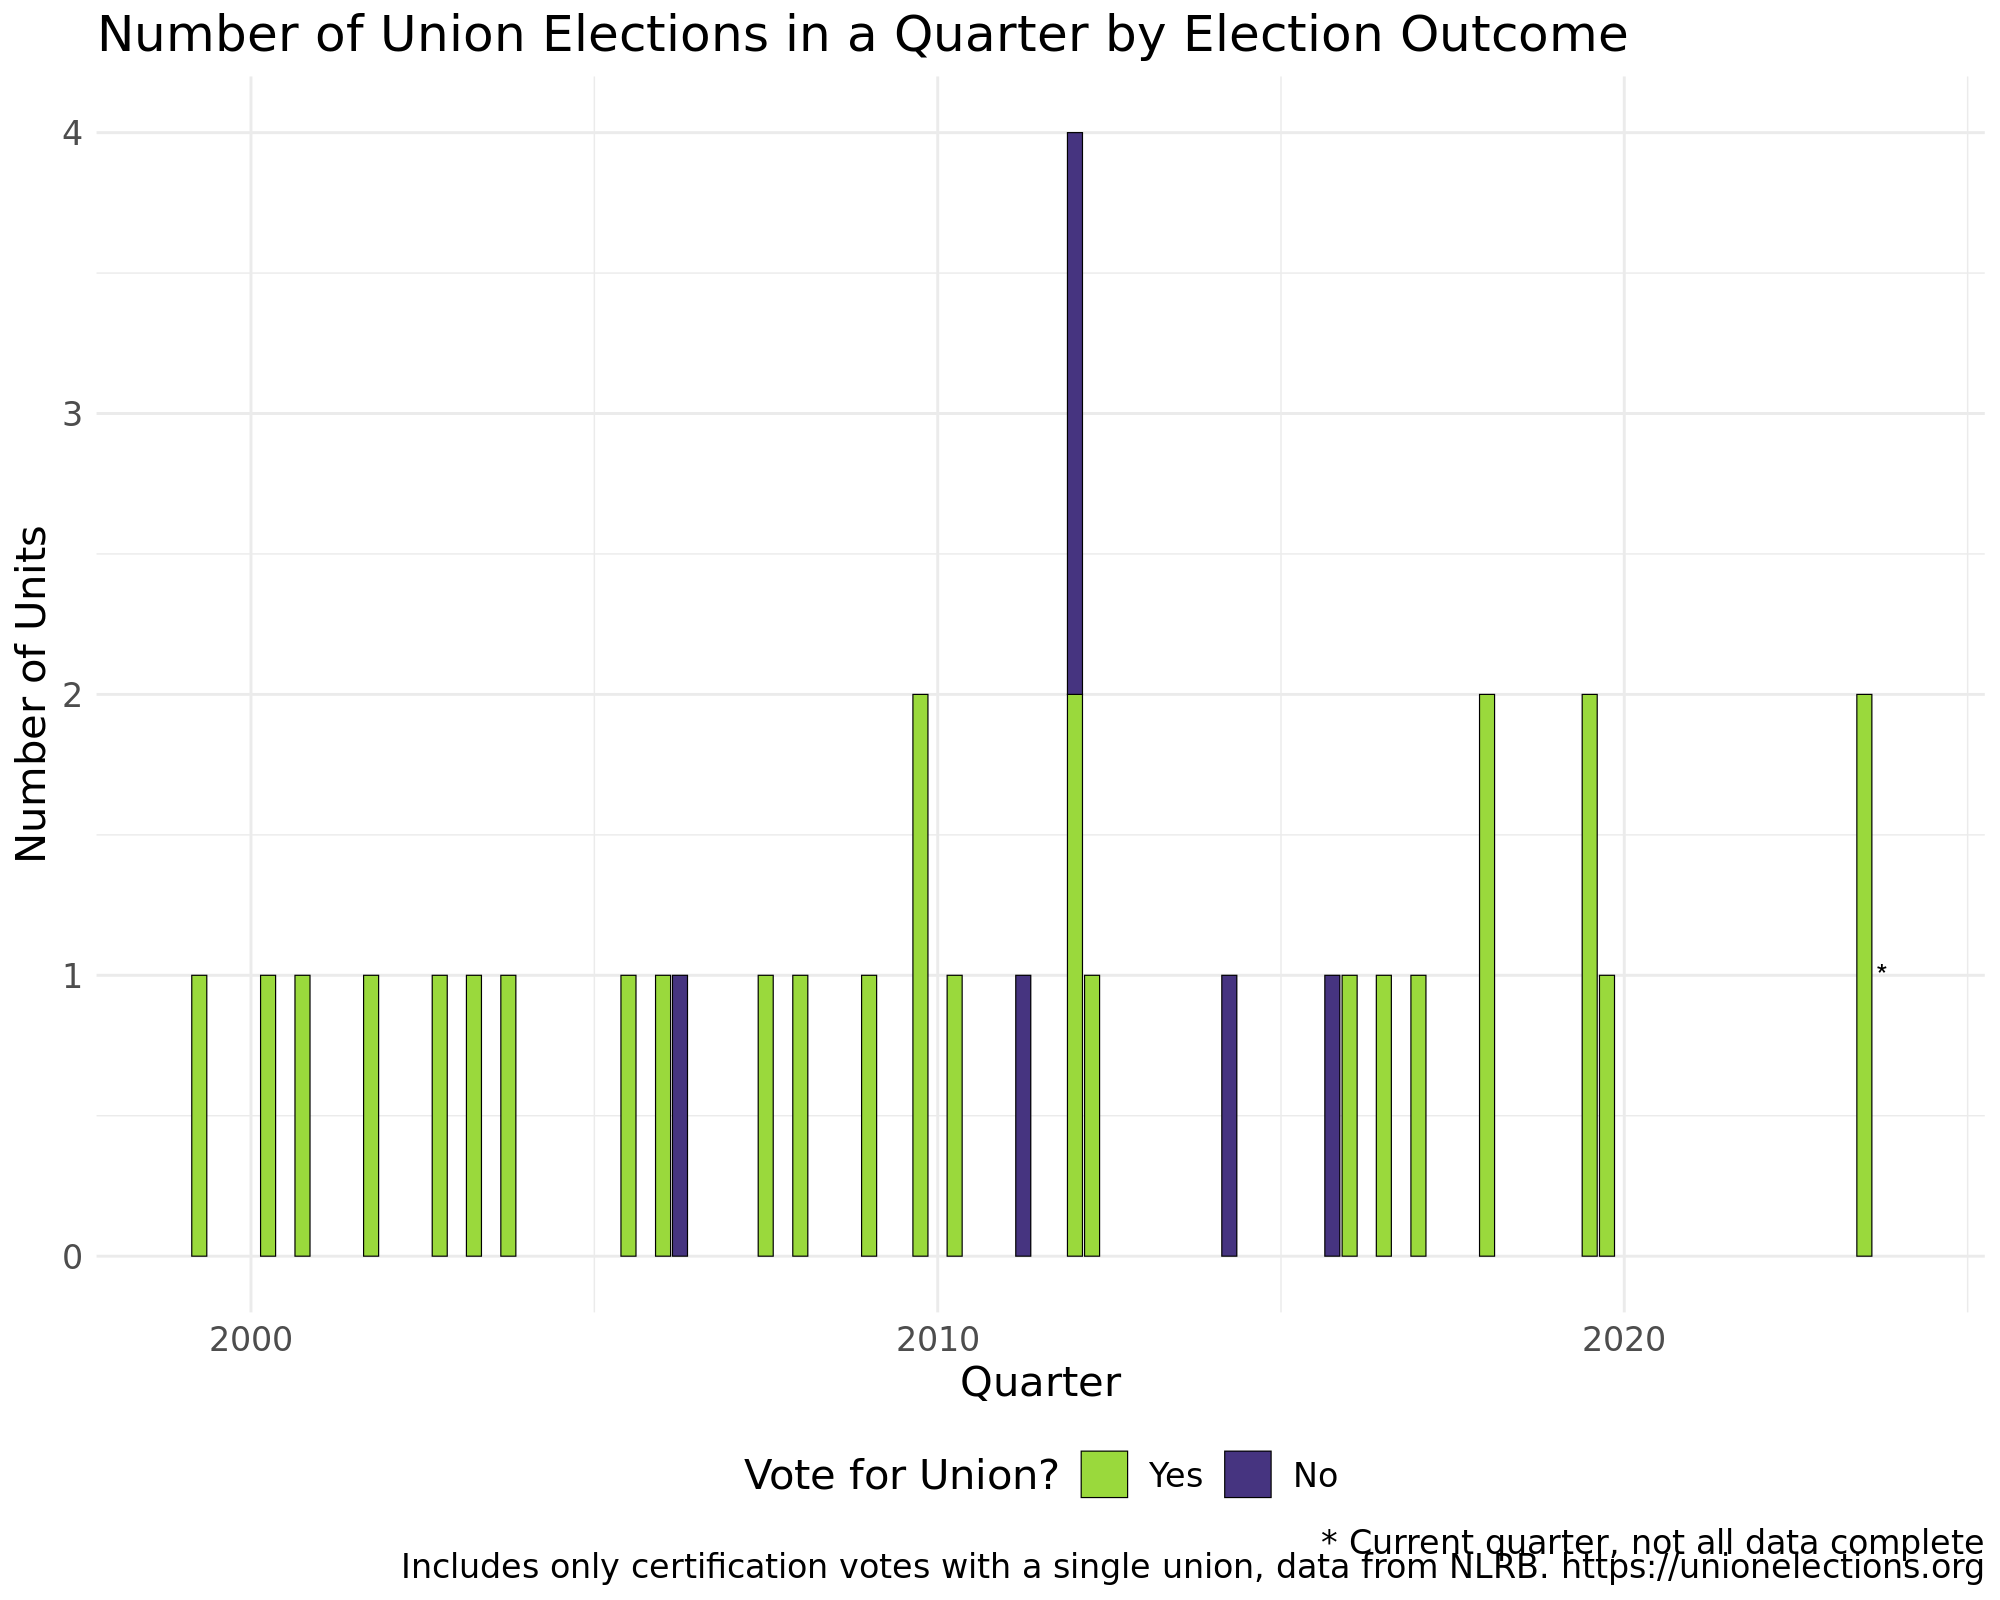 Number of Union Elections in a Quarter by Election Outcome
4
3
2
1
0
Number of Units
*
2000 2010 2020
Quarter
Vote for Union? Yes No
* Current quarter, not all data complete
Includes only certification votes with a single union, data from NLRB. https://unionelections.org